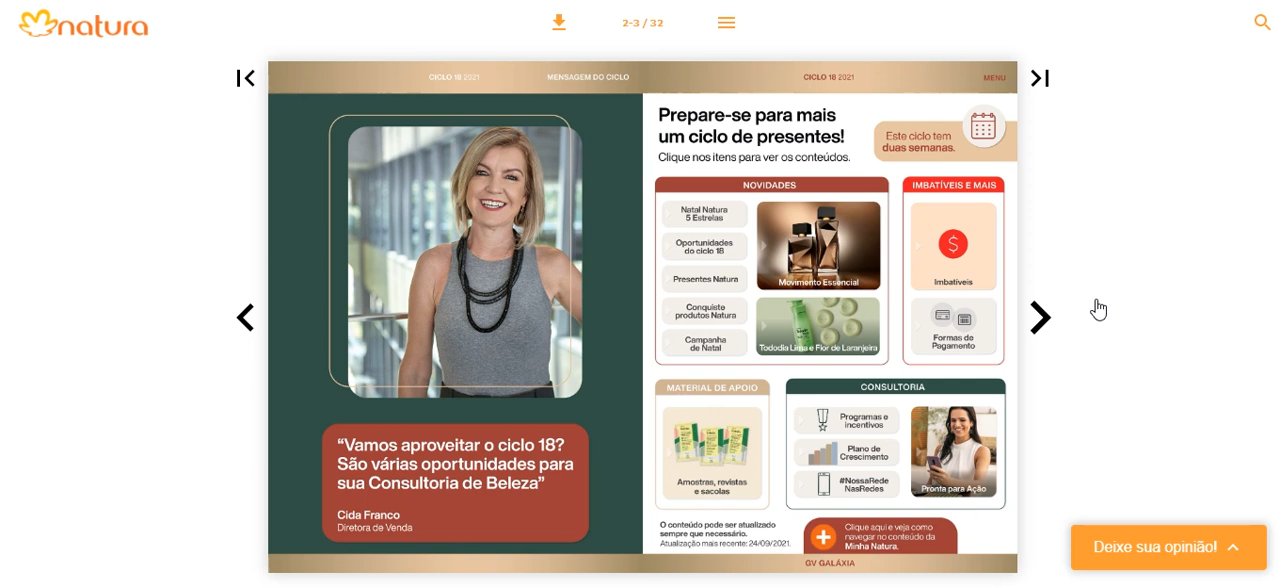 natura
2-3 / 32
CICLO 18 2021
MENSAGEM DO CICLO
CICLO 18 2021
MENU
“Vamos aproveitar o ciclo 18?
São várias oportunidades para
sua Consultoria de Beleza”
Cida Franco
Diretora de Venda
Prepare-se para mais
um ciclo de presentes!
Clique nos itens para ver os conteúdos.
Este ciclo tem
duas semanas.
NOVIDADES
Natal Natura
5 Estrelas
Oportunidades
do ciclo 18
Presentes Natura
Conquiste
produtos Natura
Campanha
de Natal
Movimento Essencial
Tododia Lima e Flor de Laranjeira
IMBATÍVEIS E MAIS
$
Imbatíveis
Formas de
Pagamento
MATERIAL DE APOIO
Amostras, revistas
e sacolas
CONSULTORIA
Programas e
incentivos
Plano de
Crescimento
#NossaRede
NasRedes
Pronta para Ação
O conteúdo pode ser atualizado
sempre que necessário.
Atualização mais recente: 24/09/2021.
Clique aqui e veja como
navegar no conteúdo da
Minha Natura.
GV GALÁXIA
Deixe sua opinião!